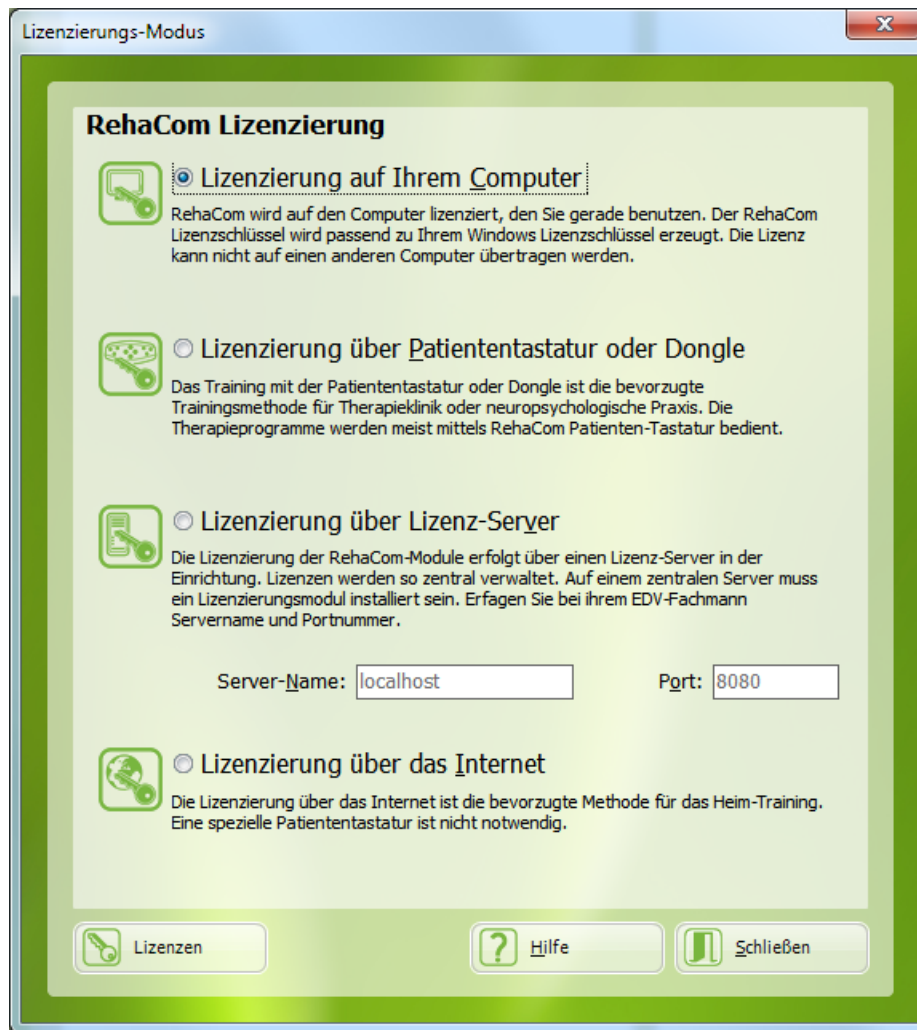 Lizenzierungs-Modus
RehaCom Lizenzierung
Lizenzierung auf Ihrem Computer
RehaCom wird auf den Computer lizenziert, den Sie gerade benutzen. Der RehaCom
Lizenzschlüssel wird passend zu Ihrem Windows Lizenzschlüssel erzeugt. Die Lizenz
kann nicht auf einen anderen Computer übertragen werden.
Lizenzierung über Patiententastatur oder Dongle
Das Training mit der Patiententastatur oder Dongle ist die bevorzugte
Trainingsmethode für Therapieklinik oder neuropsychologische Praxis. Die
Therapieprogramme werden meist mittels RehaCom Patienten-Tastatur bedient.
Lizenzierung über Lizenz-Server
Die Lizenzierung der RehaCom-Module erfolgt über einen Lizenz-Server in der
Einrichtung. Lizenzen werden so zentral verwaltet. Auf einem zentralen Server muss
ein Lizenzierungsmodul installiert sein. Erfagen Sie bei ihrem EDV-Fachmann
Servername und Portnummer.
Server-Name: localhost Port: 8080
Lizenzierung über das Internet
Die Lizenzierung über das Internet ist die bevorzugte Methode für das Heim-Training.
Eine spezielle Patiententastatur ist nicht notwendig.
Lizenzen Hilfe Schließen